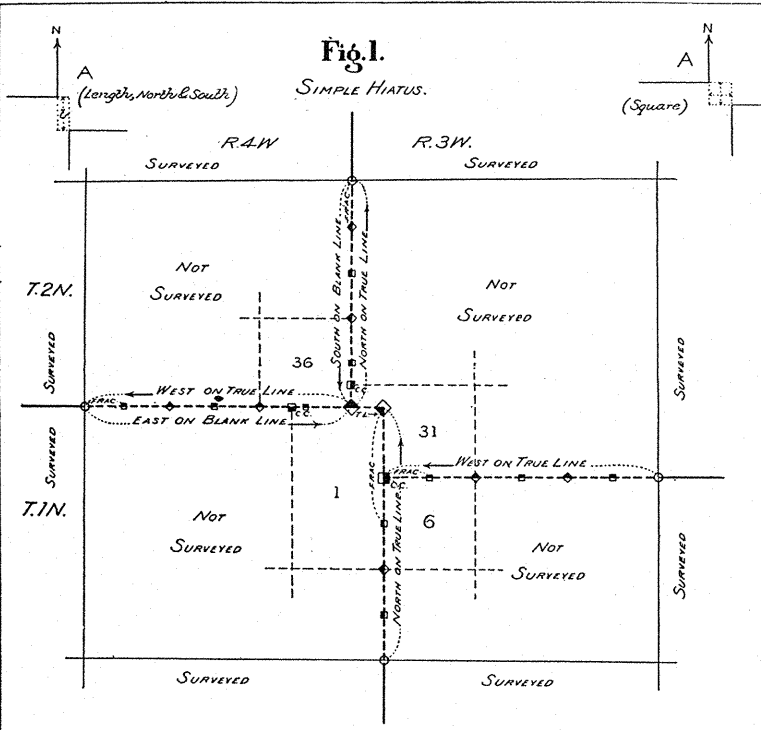 Fig.1.
SIMPLE HIATUS.
N
A
(Length, North & South)
N
A
(Square)
R.4W
R.3W.
SURVEYED
SURVEYED
T.2N.
SURVEYED
NOT
SURVEYED
NOT
SURVEYED
SURVEYED
FRAC
SOUTH ON BLANK LINE
NORTH ON TRUE LINE
36
C.C.
WEST ON TRUE LINE
FRAC
C.C.
EAST ON BLANK LINE
T.L.
31
WEST ON TRUE LINE
FRAC
FRAC
C.C.
SURVEYED
T.1N.
1
6
NOT
SURVEYED
NORTH ON TRUE LINE
NOT
SURVEYED
SURVEYED
SURVEYED
SURVEYED